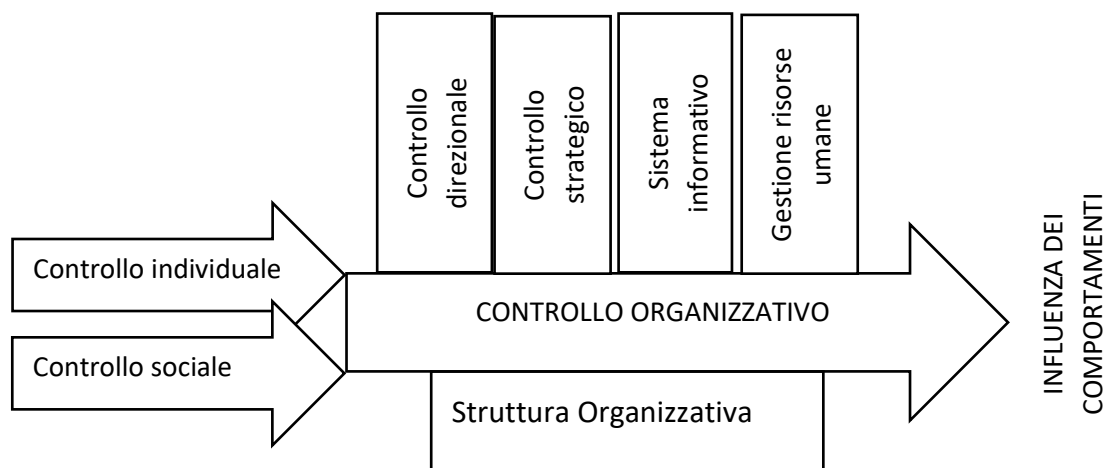 Controllo
direzionale
Controllo
strategico
Sistema
informativo
Gestione risorse
umane
Controllo individuale
Controllo sociale
CONTROLLO ORGANIZZATIVO
Struttura Organizzativa
INFLUENZA DEI
COMPORTAMENTI